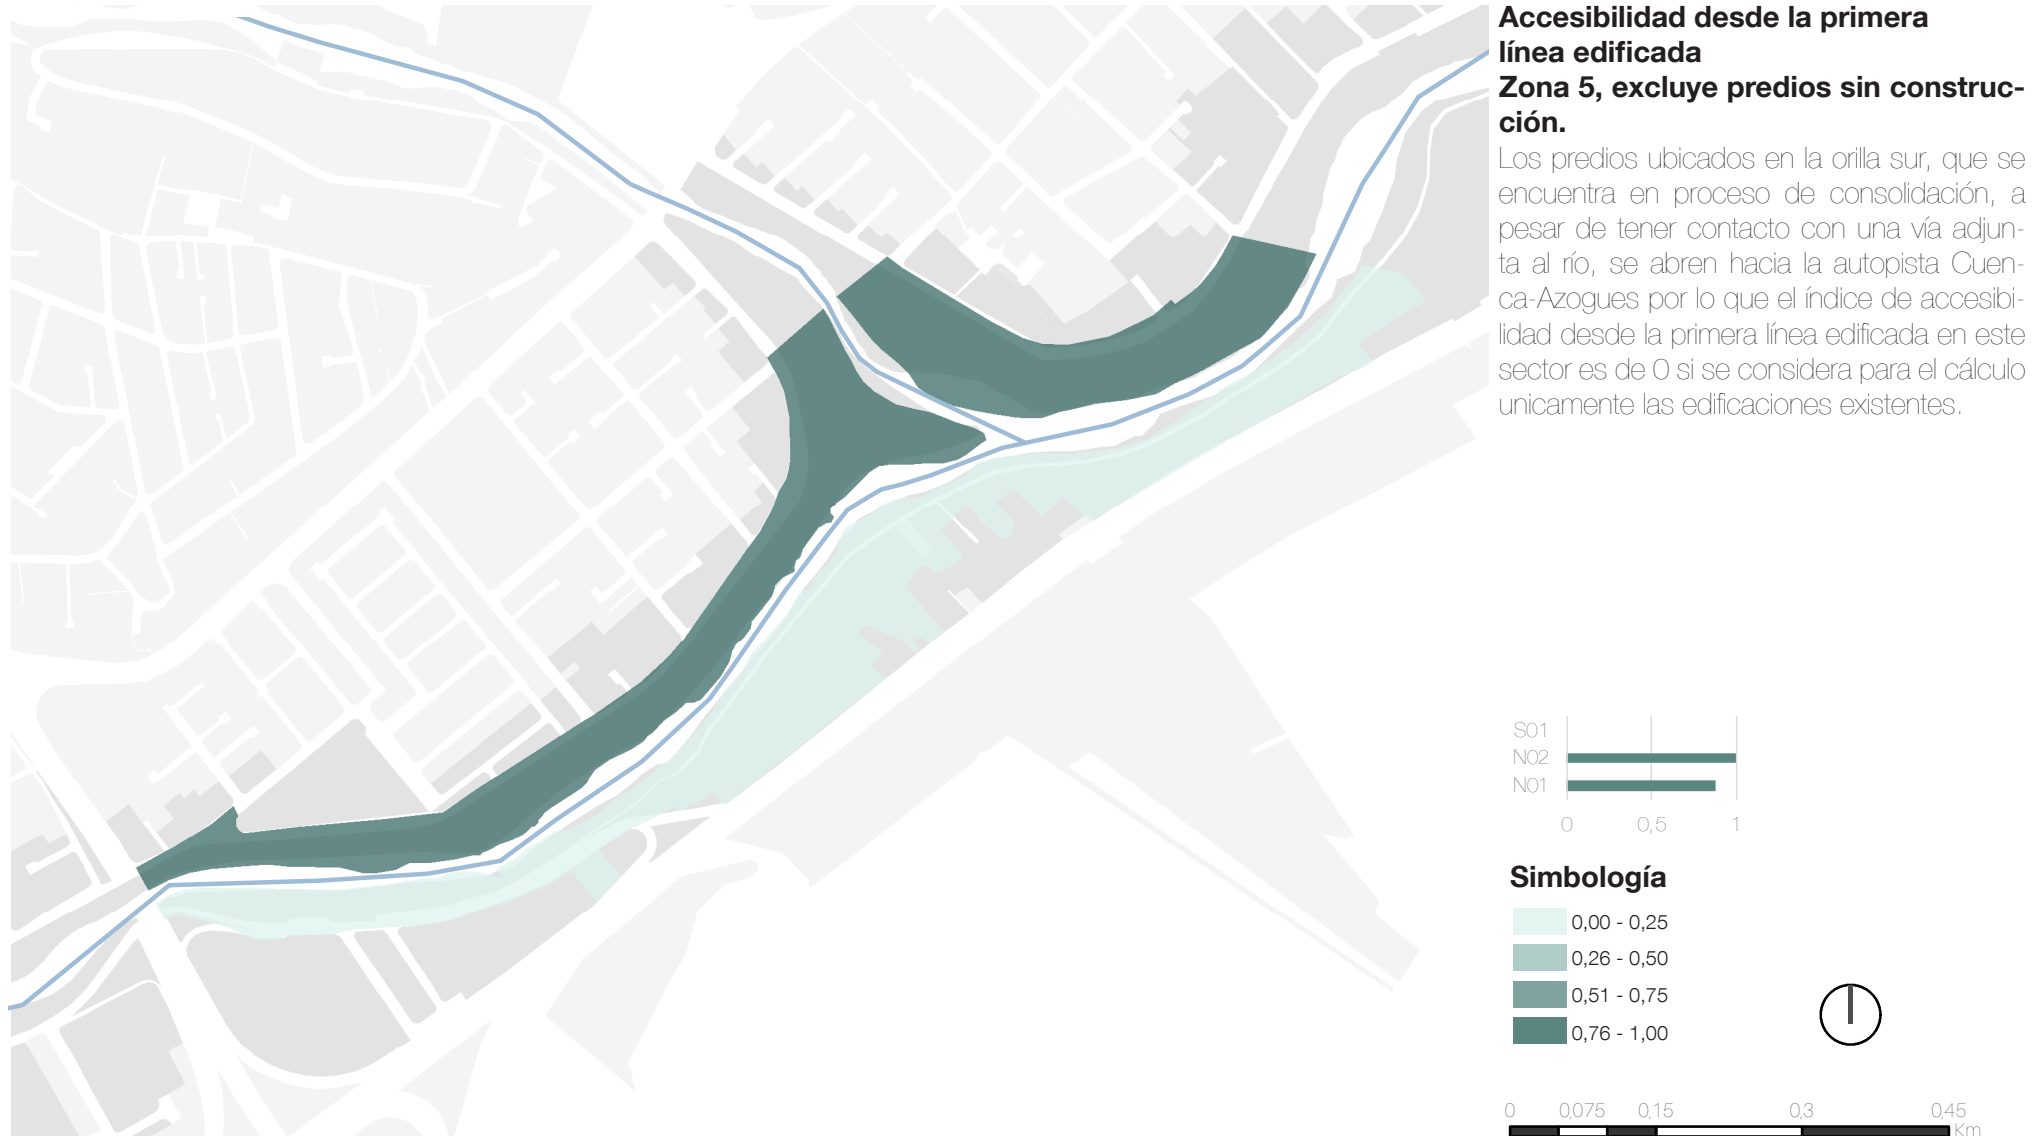 Accesibilidad desde la primera
línea edificada
Zona 5, excluye predios sin construc-
ción.
Los predios ubicados en la orilla sur, que se
encuentra en proceso de consolidación, a
pesar de tener contacto con una vía adjun-
ta al río, se abren hacia la autopista Cuen-
ca-Azogues por lo que el índice de accesibi-
lidad desde la primera línea edificada en este
sector es de 0 si se considera para el cálculo
unicamente las edificaciones existentes.
S01
N02
N01
0 0,5 1
Simbología
0,00 - 0,25
0,26 - 0,50
0,51 - 0,75
0,76 - 1,00
0 0,075 0,15 0,3 0,45
Km